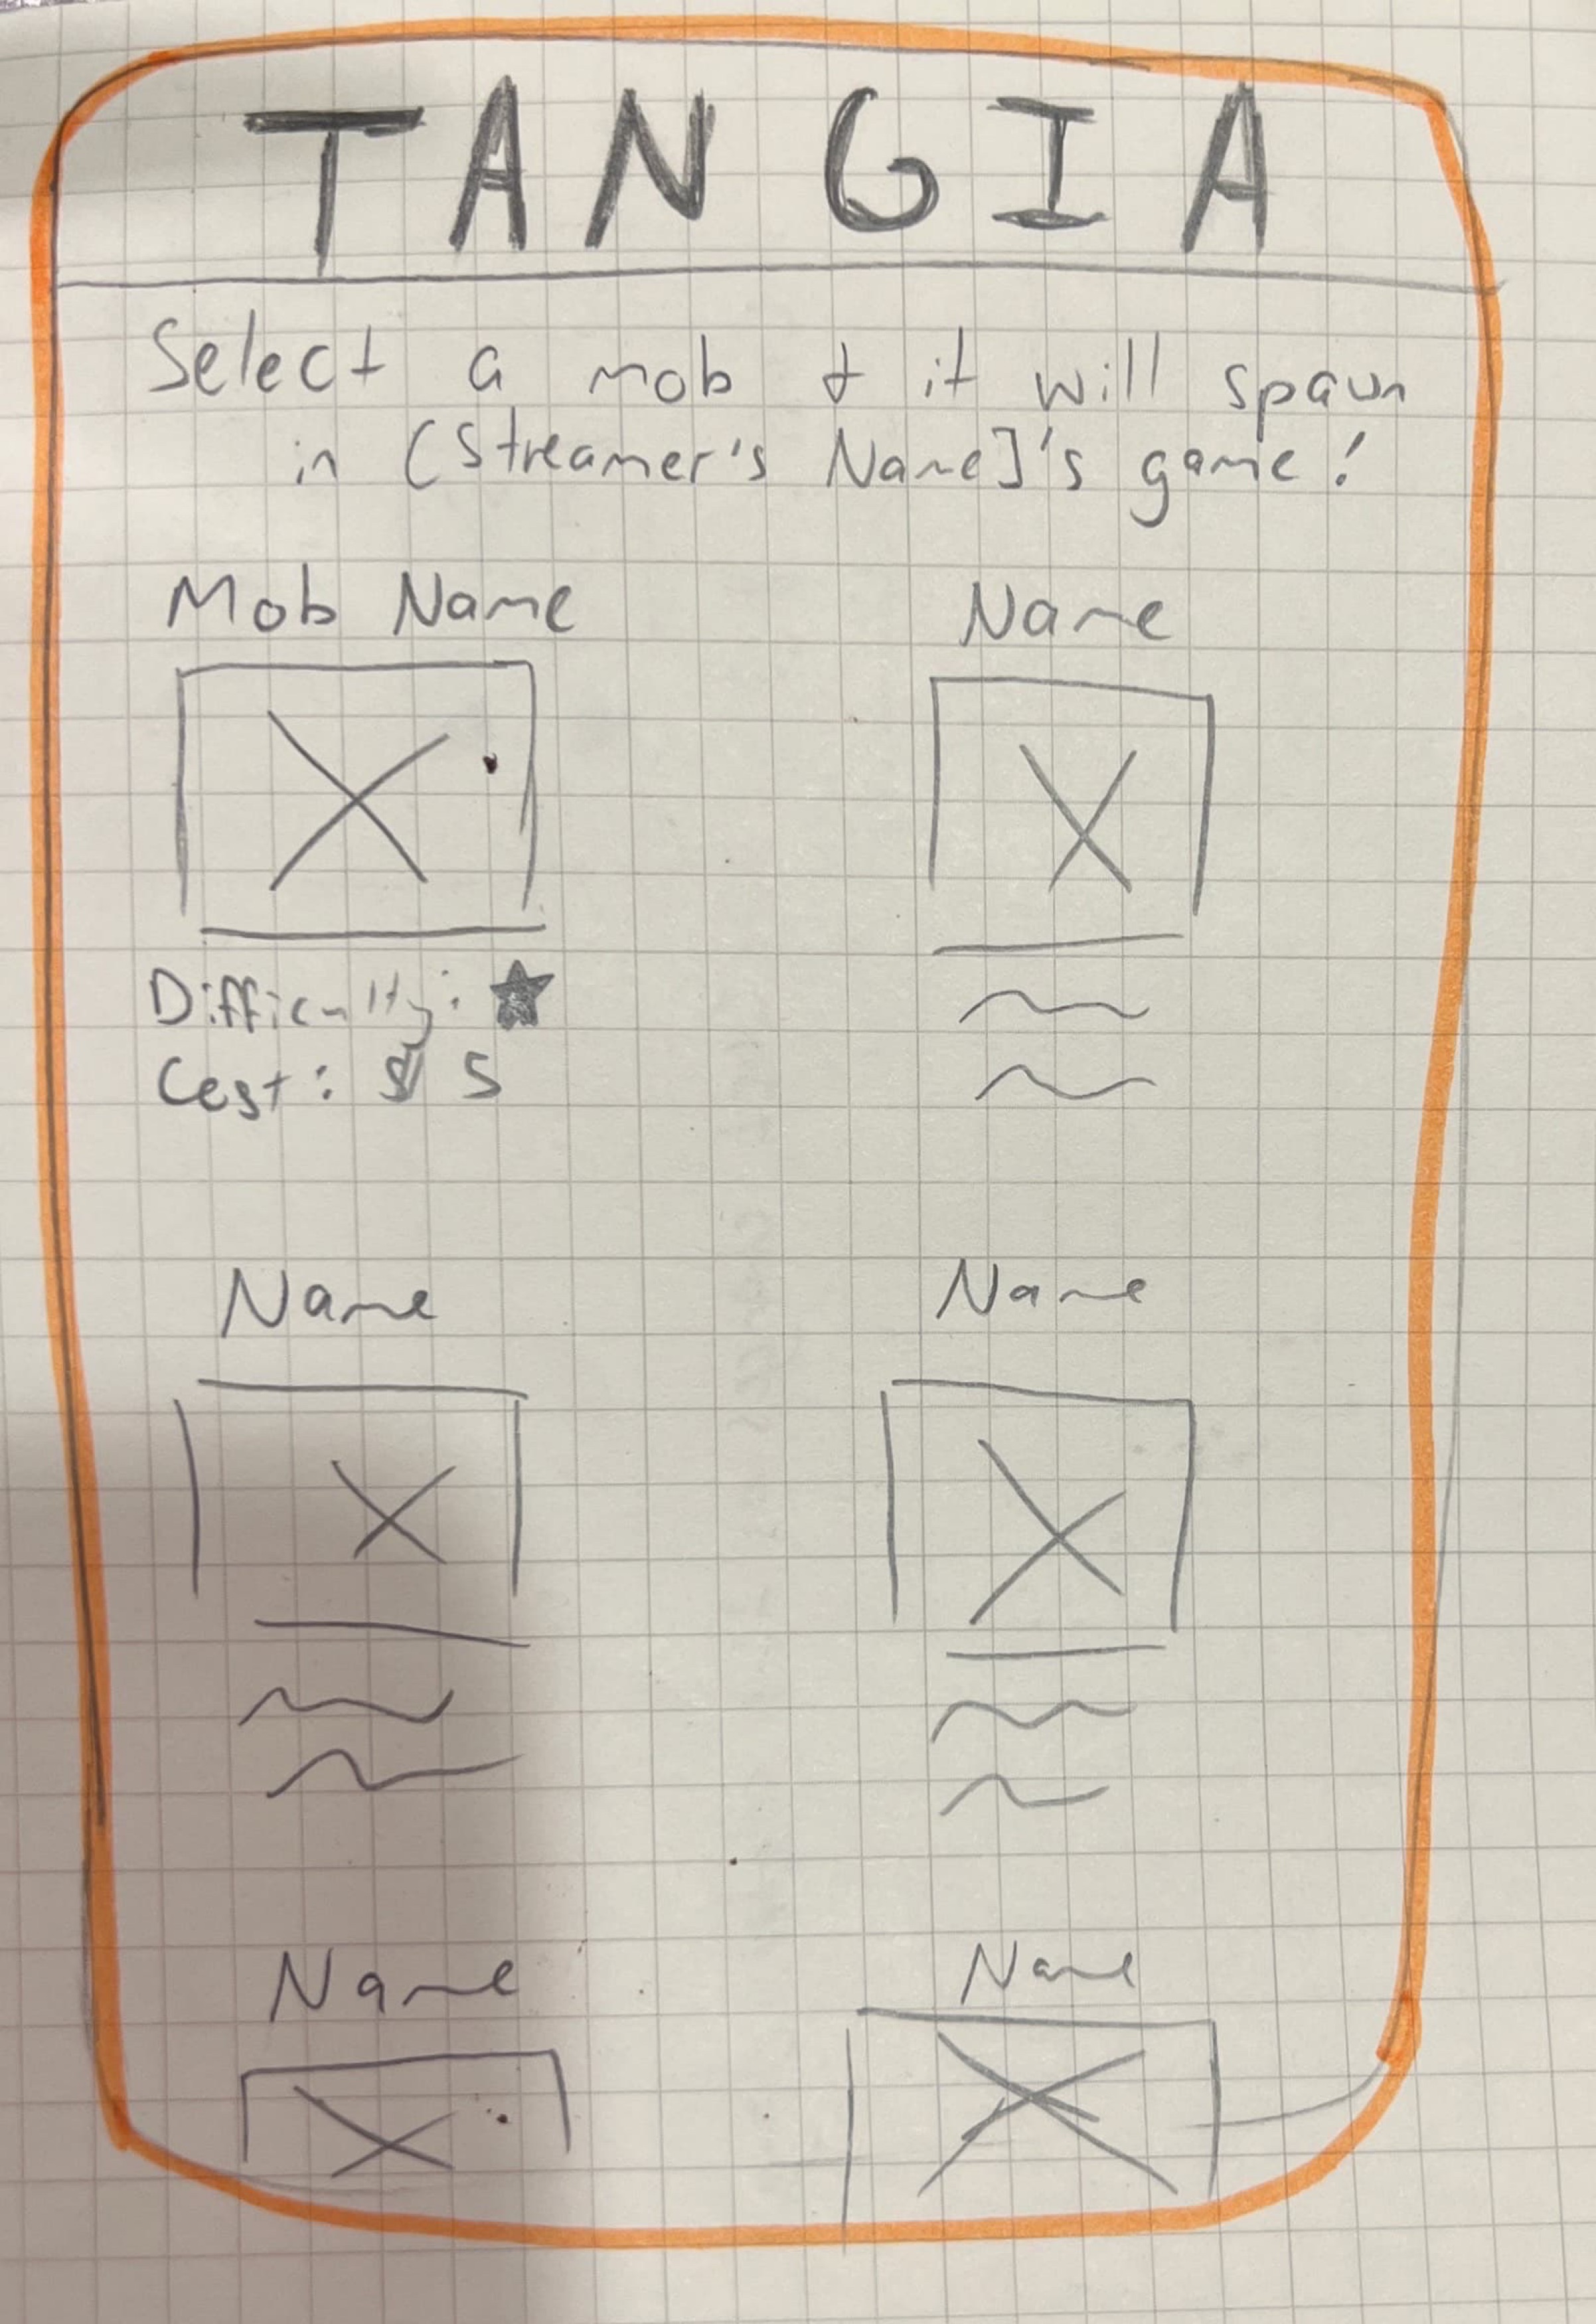 TANGIA
Select a mob & it will spawn
in [Streamer's Name]'s game!
Mob Name
Name
Difficulty: ★
Cost: $ 5
Name
Name
Name
Name